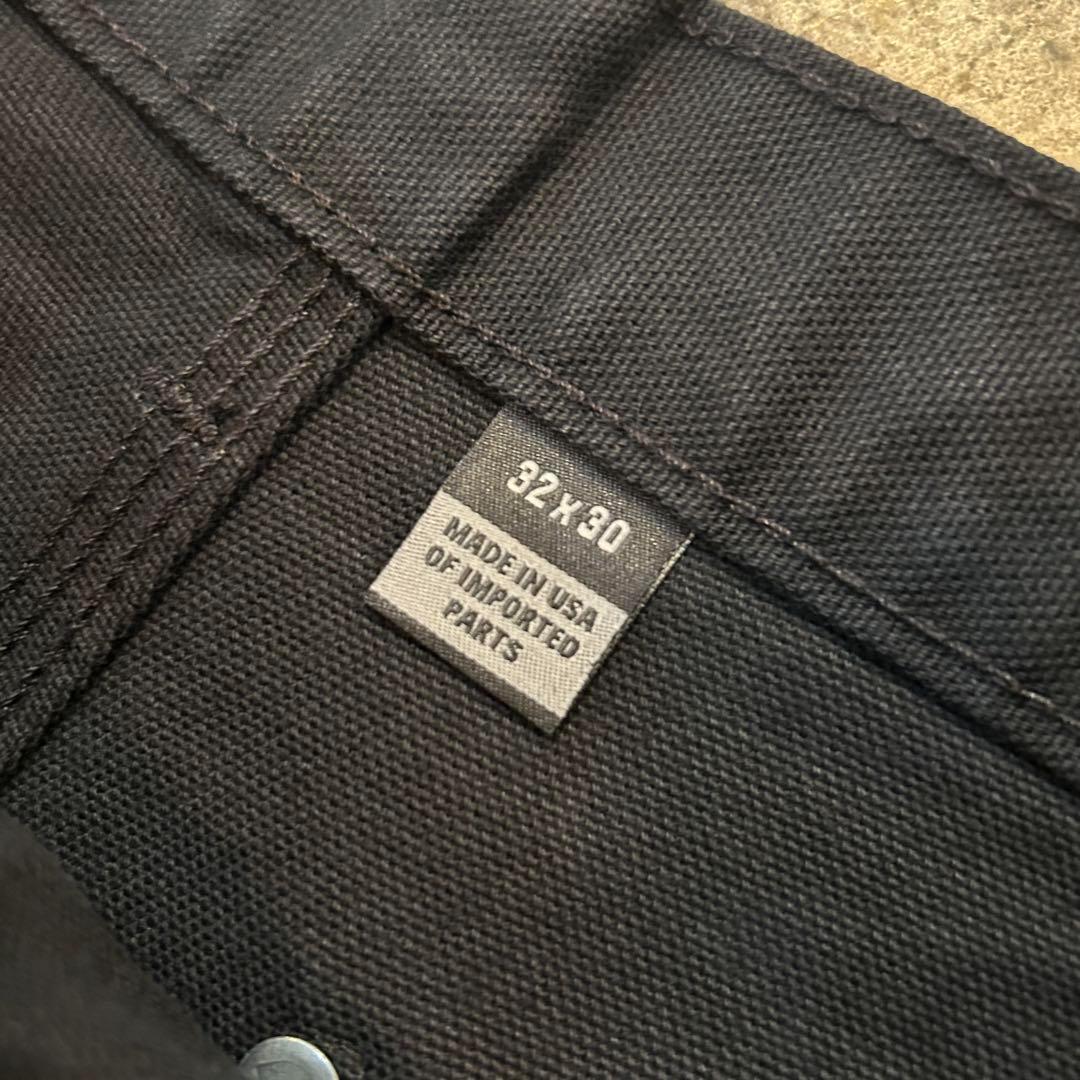 32x30
MADE IN USA
OF IMPORTED
PARTS